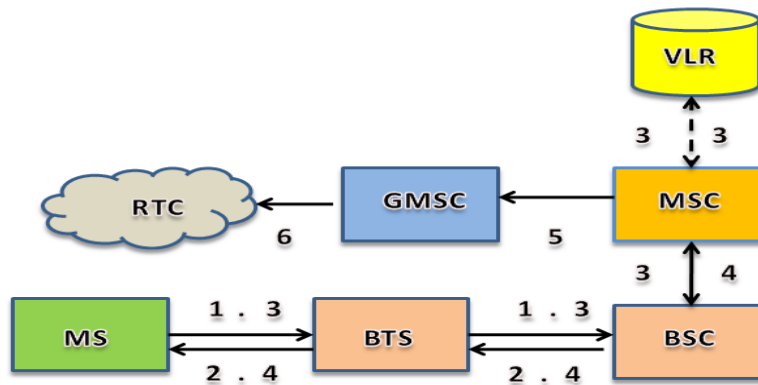 VLR
3 3
RTC
GMSC
MSC
6
5
3 4
1 . 3
1 . 3
MS
BTS
BSC
2 . 4
2 . 4